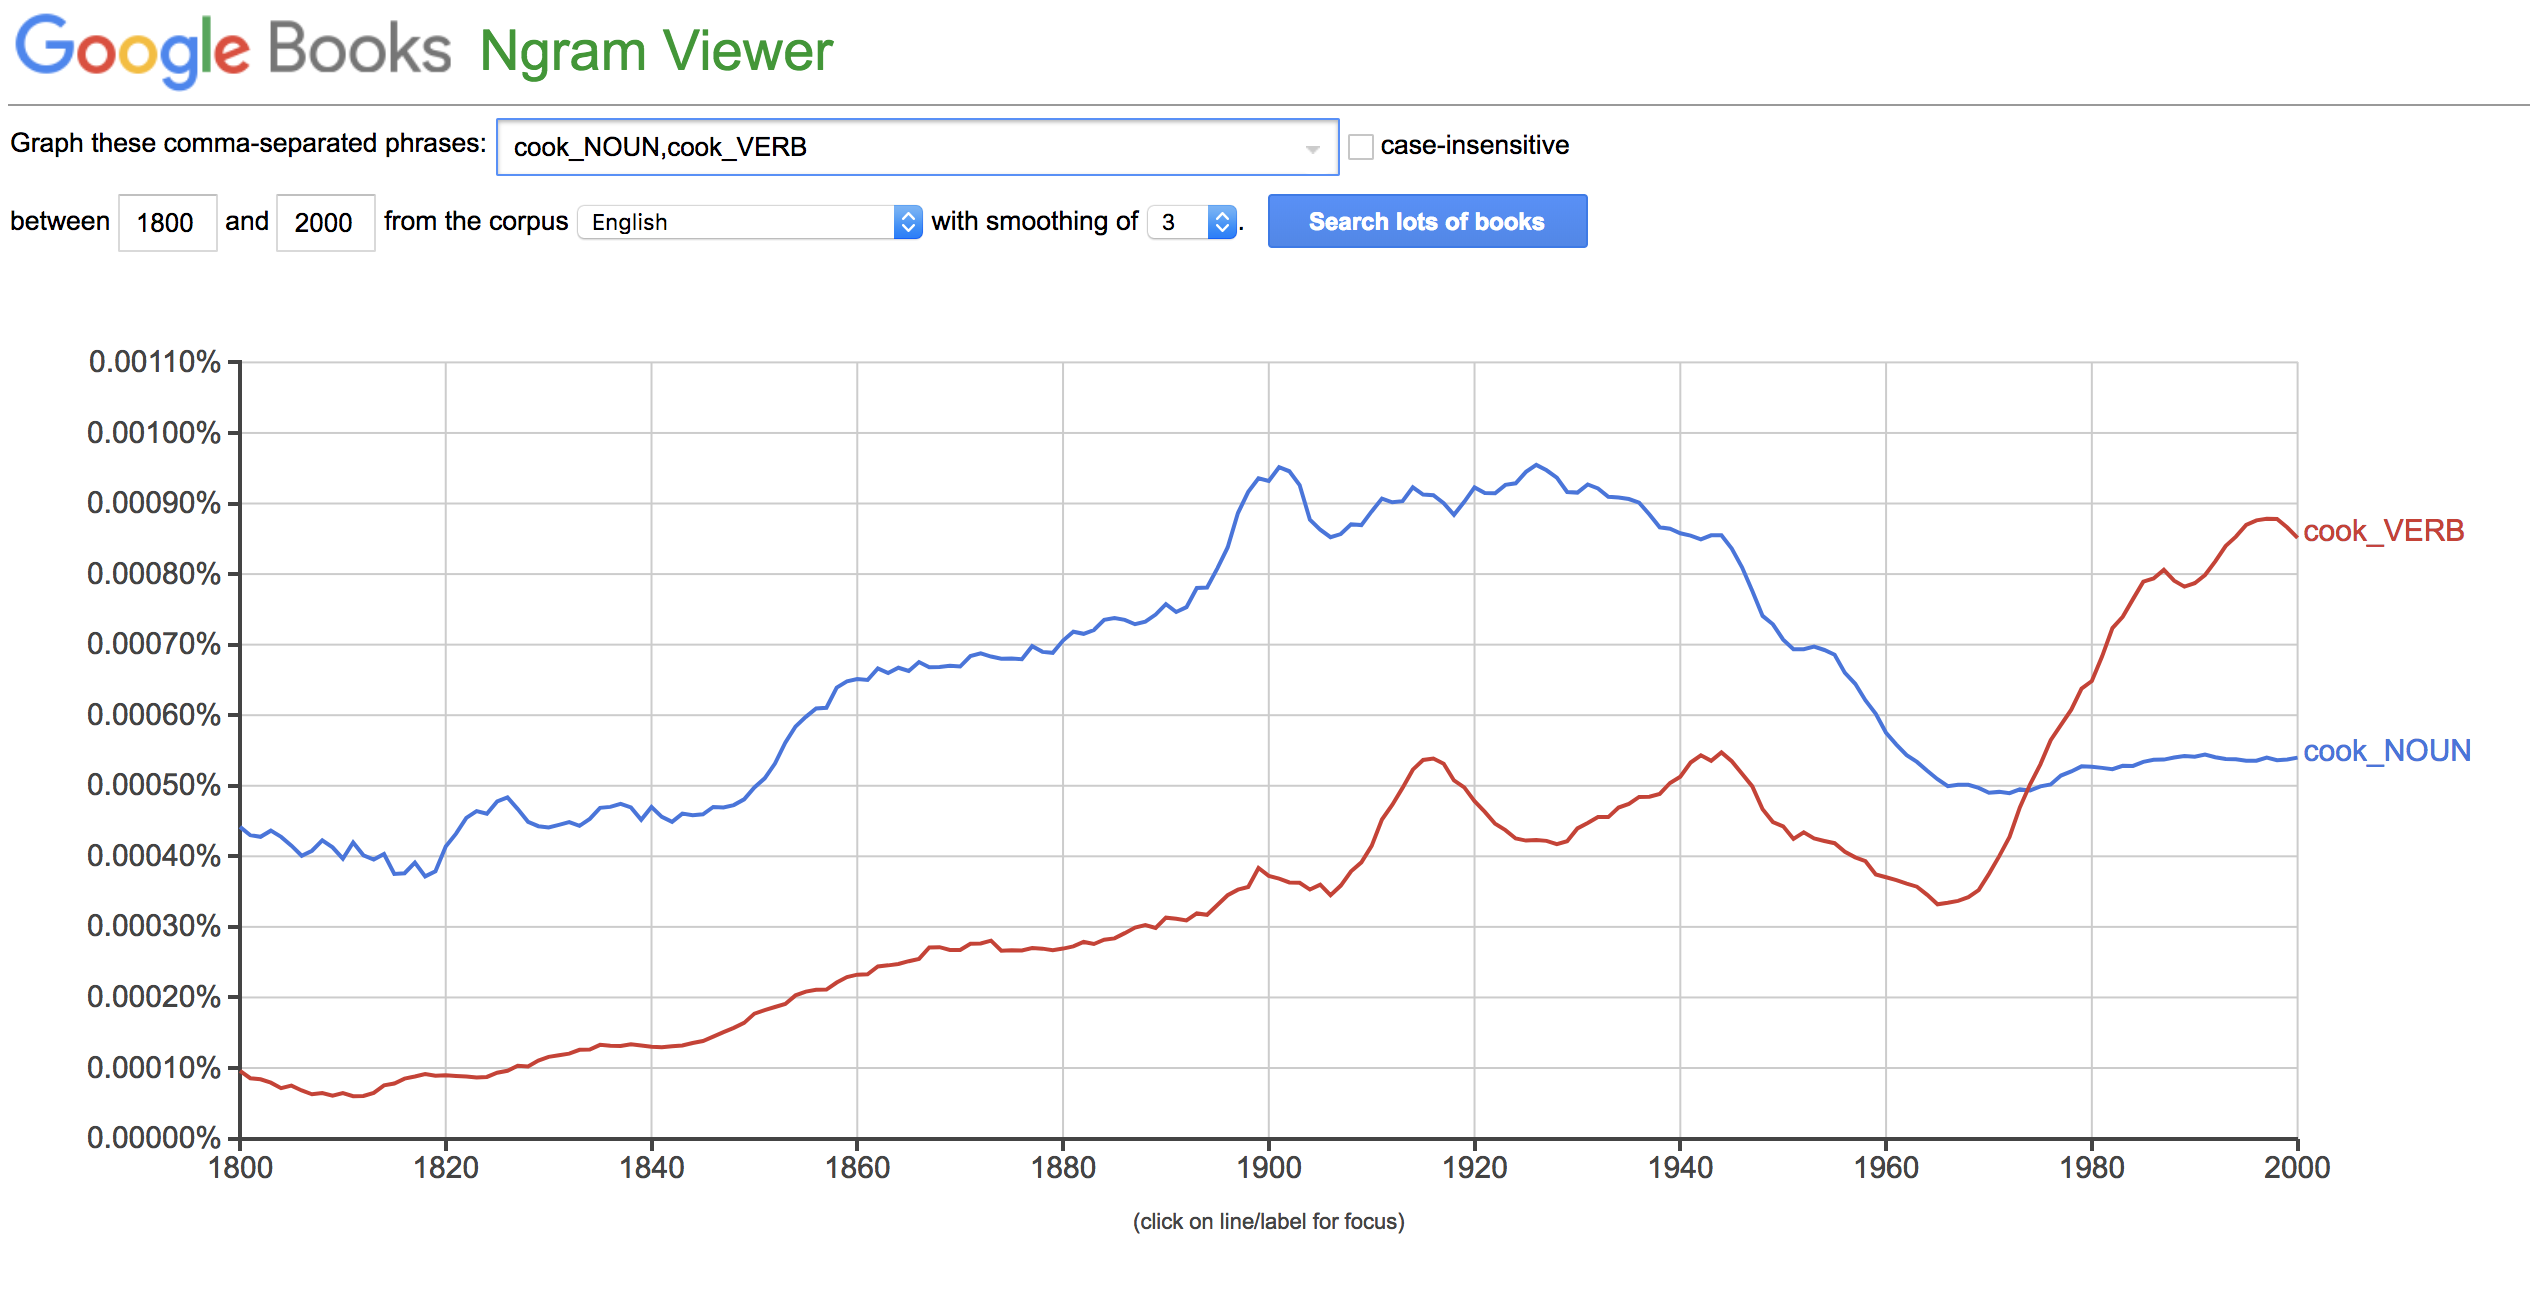 Google Books Ngram Viewer
Graph these comma-separated phrases: cook_NOUN,cook_VERB case-insensitive
between 1800 and 2000 from the corpus English with smoothing of 3 . Search lots of books
0.00110%
0.00100%
0.00090%
0.00080%
0.00070%
0.00060%
0.00050%
0.00040%
0.00030%
0.00020%
0.00010%
0.00000%
cook_VERB
cook_NOUN
1800 1820 1840 1860 1880 1900 1920 1940 1960 1980 2000
(click on line/label for focus)